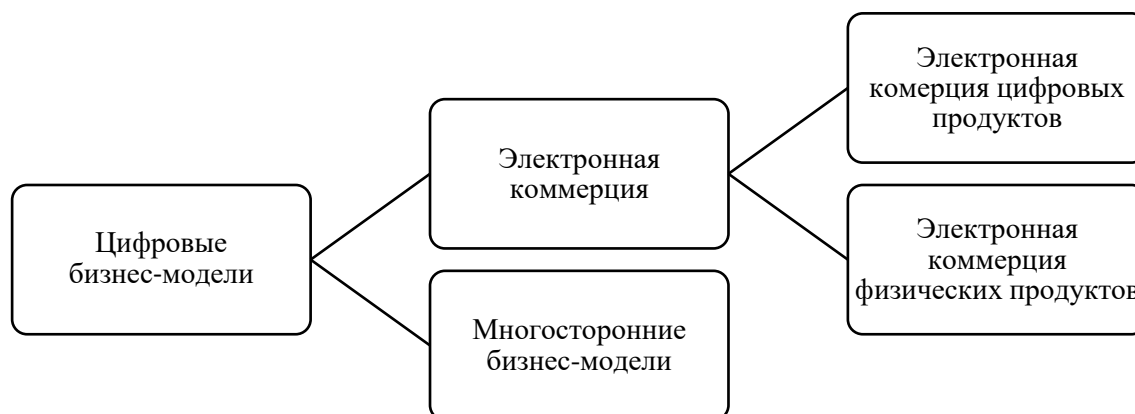 Цифровые
бизнес-модели
Электронная
коммерция
Многосторонние
бизнес-модели
Электронная
комерция цифровых
продуктов
Электронная
коммерция
физических продуктов